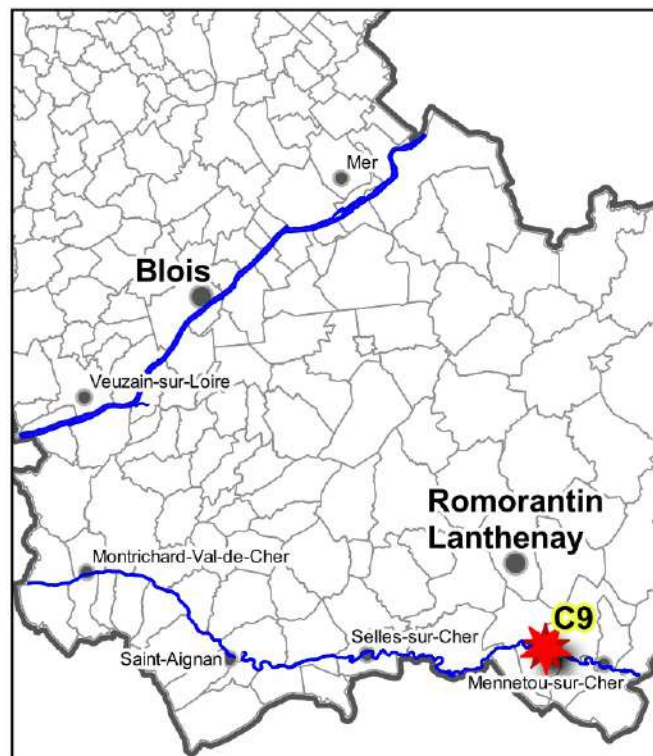 Mer
Blois
Veuzain-sur-Loire
Romorantin
Lanthenay
Montrichard-Val-de-Cher
C9
Selles-sur-Cher
Saint-Aignan
Mennetou-sur-Cher